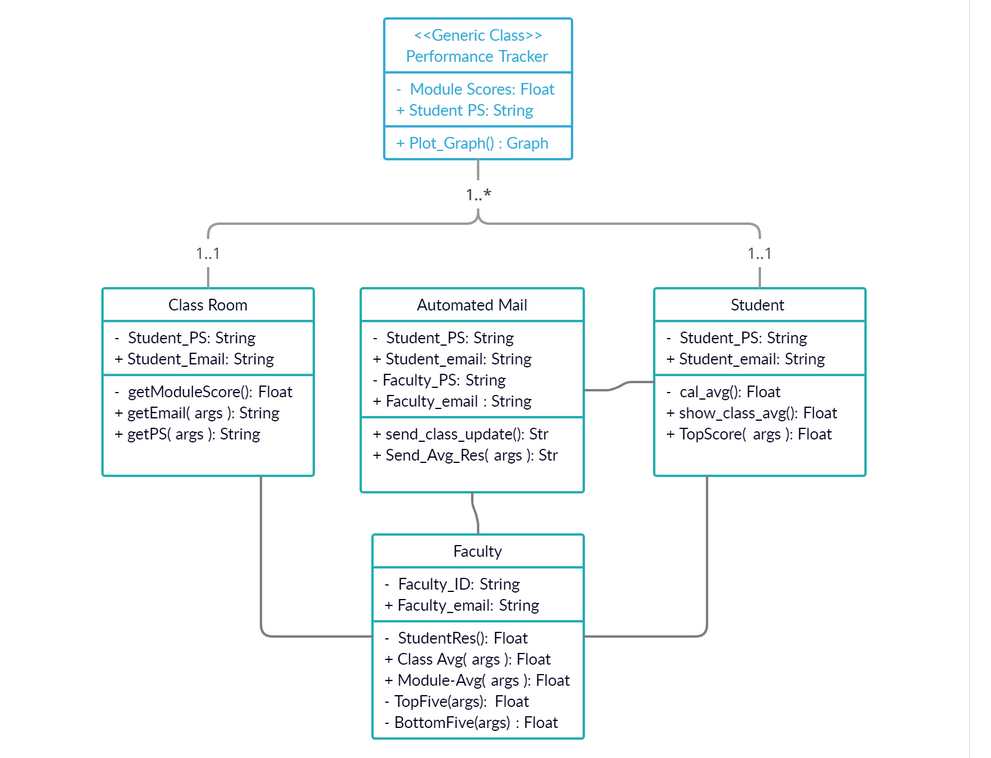 <<Generic Class>>
Performance Tracker
- Module Scores: Float
+ Student PS: String
+ Plot_Graph() : Graph
1..*
1..1
1..1
Class Room
- Student_PS: String
+ Student_Email: String
- getModuleScore(): Float
+ getEmail( args ): String
+ getPS( args ): String
Automated Mail
- Student_PS: String
+ Student_email: String
- Faculty_PS: String
+ Faculty_email : String
+ send_class_update(): Str
+ Send_Avg_Res( args ): Str
Student
- Student_PS: String
+ Student_email: String
- cal_avg(): Float
+ show_class_avg(): Float
+ TopScore( args ): Float
Faculty
- Faculty_ID: String
+ Faculty_email: String
- StudentRes(): Float
+ Class Avg( args ): Float
+ Module-Avg( args ): Float
- TopFive(args): Float
- BottomFive(args) : Float